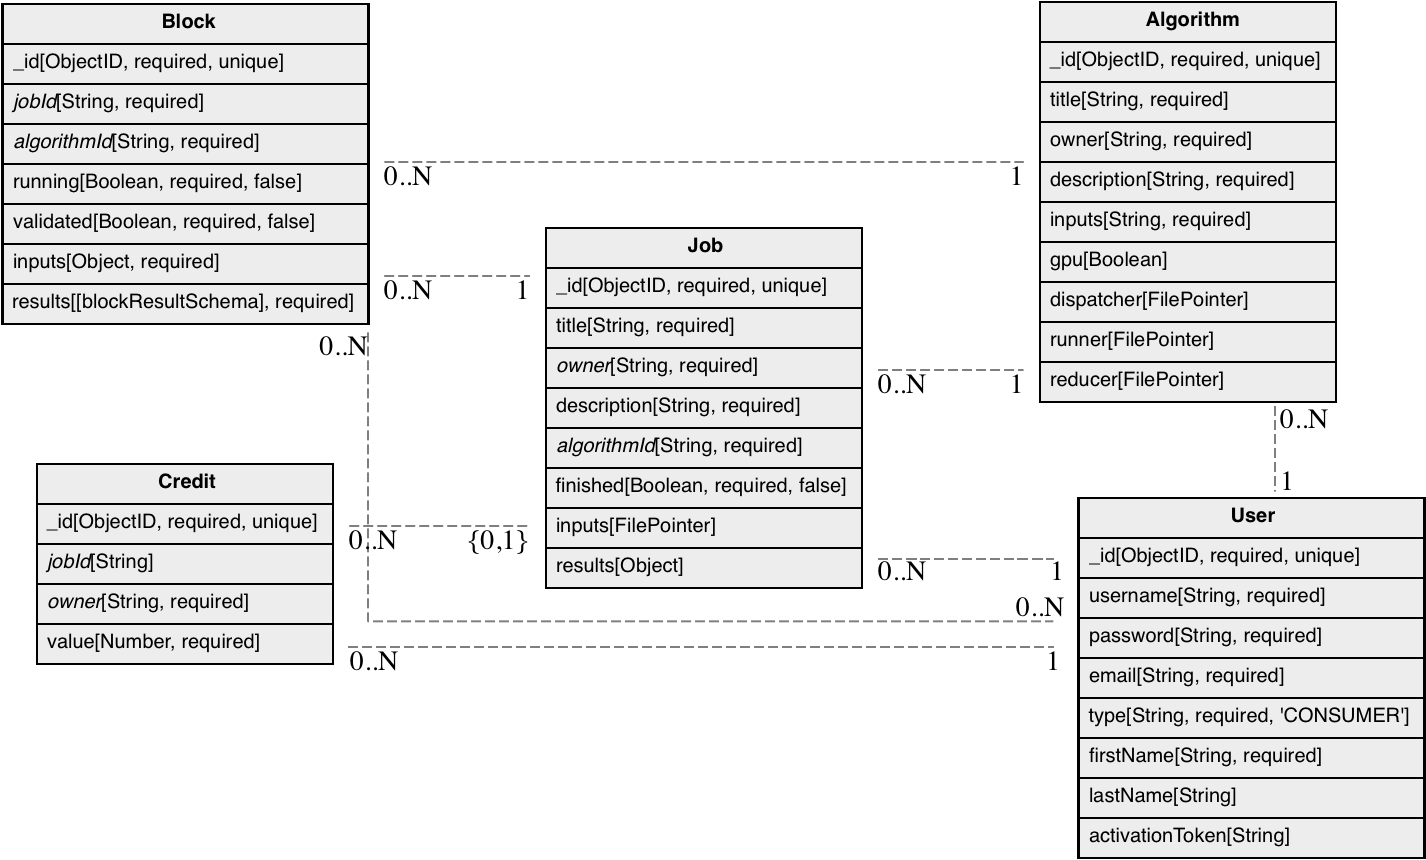 Block
_id[ObjectID, required, unique]
jobId[String, required]
algorithmId[String, required]
running[Boolean, required, false]
validated[Boolean, required, false]
inputs[Object, required]
results[[blockResultSchema], required]
Algorithm
_id[ObjectID, required, unique]
title[String, required]
owner[String, required]
description[String, required]
inputs[String, required]
gpu[Boolean]
dispatcher[FilePointer]
runner[FilePointer]
reducer[FilePointer]
0..N
1
0..N
1
Job
_id[ObjectID, required, unique]
title[String, required]
owner[String, required]
description[String, required]
algorithmId[String, required]
finished[Boolean, required, false]
inputs[FilePointer]
results[Object]
0..N
0..N
1
0..N
1
Credit
_id[ObjectID, required, unique]
jobId[String]
owner[String, required]
value[Number, required]
0..N
{0,1}
0..N
1
0..N
0..N
1
User
_id[ObjectID, required, unique]
username[String, required]
password[String, required]
email[String, required]
type[String, required, 'CONSUMER']
firstName[String, required]
lastName[String]
activationToken[String]